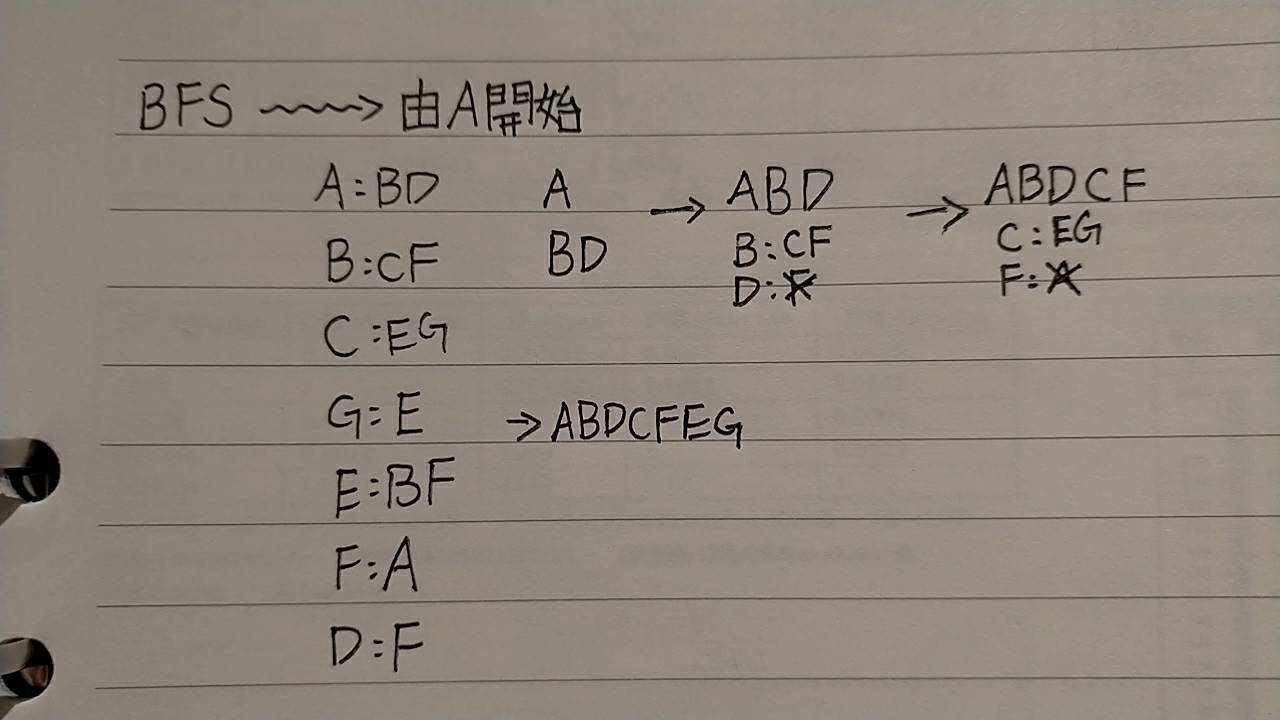 BFS ⟿ 由A開始
A:BD A → ABD → ABDCF
B:CF BD B:CF C:EG
D:F F:A
C:EG
G:E → ABDCFEG
E:BF
F:A
D:F